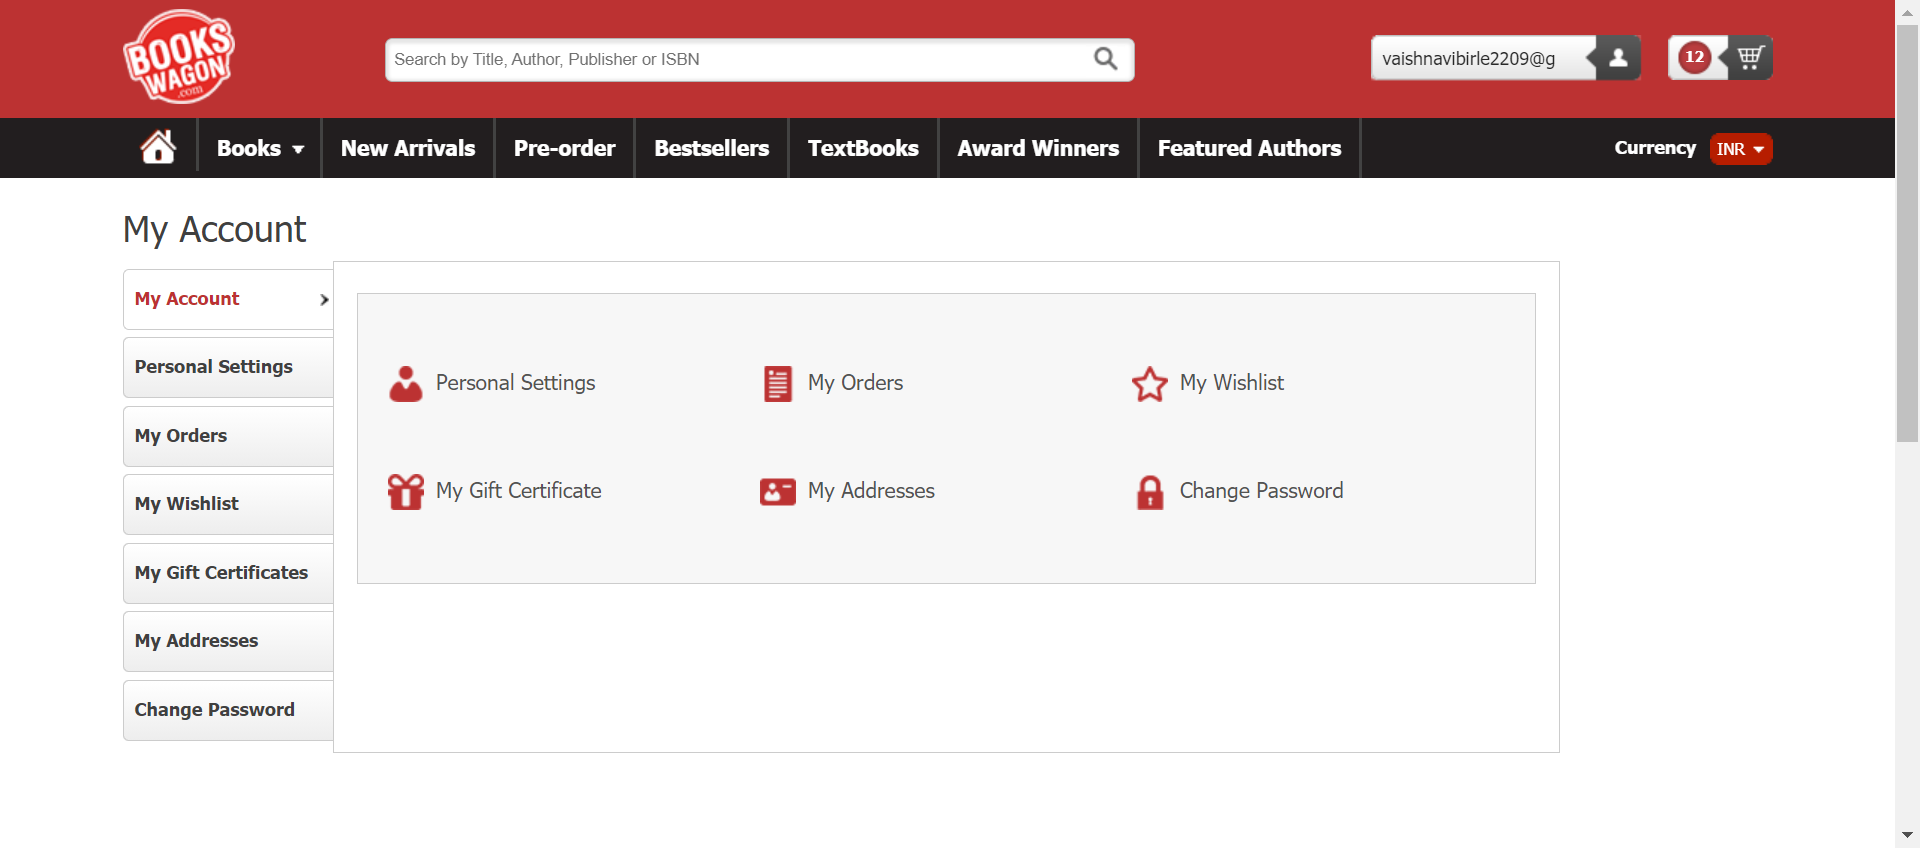 BOOKS
WAGON
.com
Search by Title, Author, Publisher or ISBN
vaishnavibirle2209@g
12
Books
New Arrivals
Pre-order
Bestsellers
TextBooks
Award Winners
Featured Authors
Currency
INR
My Account
My Account
Personal Settings
My Orders
My Wishlist
My Gift Certificates
My Addresses
Change Password
Personal Settings
My Orders
My Wishlist
My Gift Certificate
My Addresses
Change Password